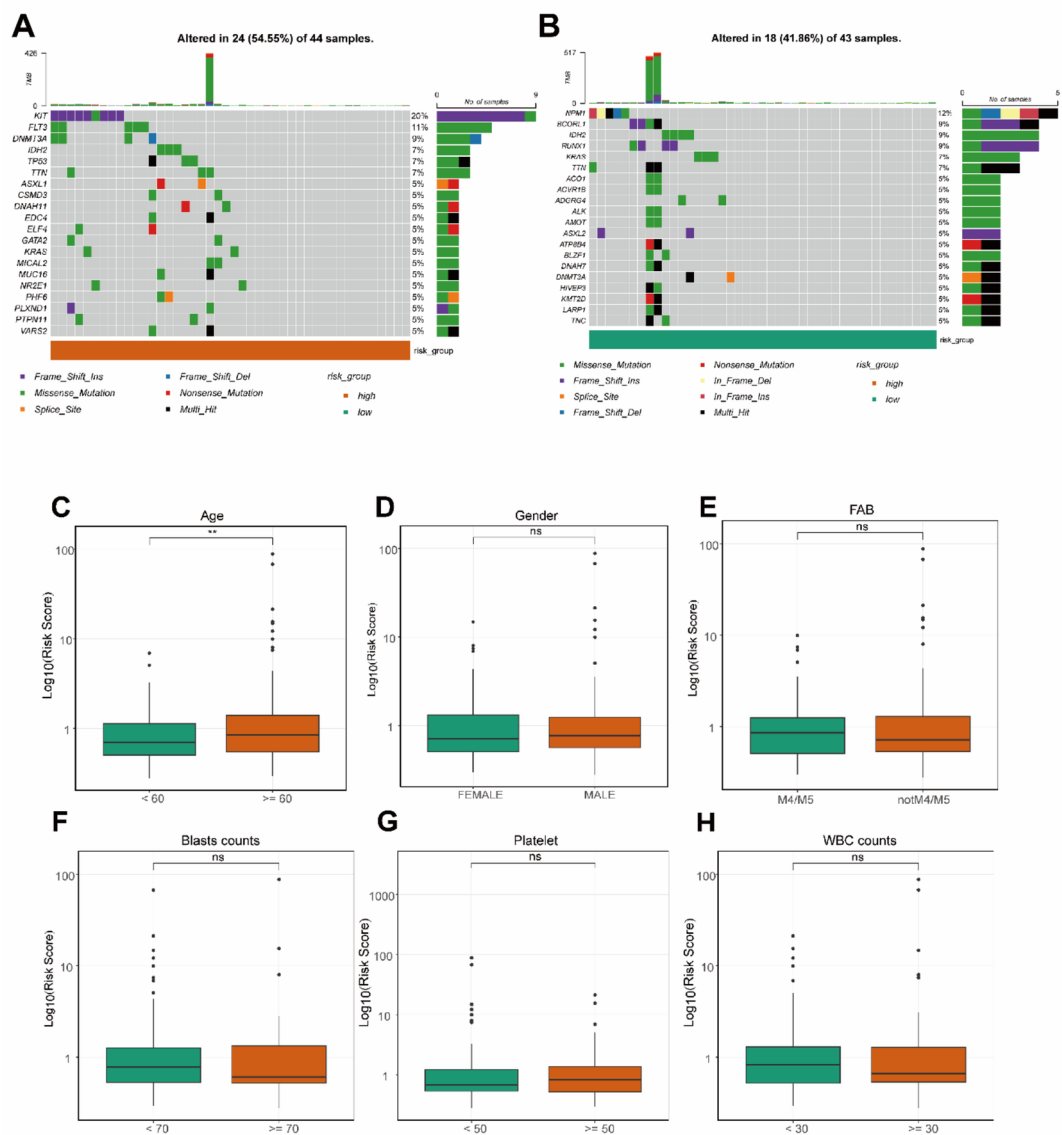 A
Altered in 24 (54.55%) of 44 samples.
426
TMB
0
0
No. of samples
9
KIT 20%
FLT3 11%
DNMT3A 9%
IDH2 7%
TP53 7%
TTN 7%
ASXL1 5%
CSMD3 5%
DNAH11 5%
EDC4 5%
ELF4 5%
GATA2 5%
KRAS 5%
MICAL2 5%
MUC16 5%
NR2E1 5%
PHF6 5%
PLXND1 5%
PTPN11 5%
VARS2 5%
risk_group
Frame_Shift_Ins
Missense_Mutation
Splice_Site
Frame_Shift_Del
Nonsense_Mutation
Multi_Hit
risk_group
high
low
B
Altered in 18 (41.86%) of 43 samples.
517
TMB
0
0
No. of samples
5
NPM1 12%
BCORL1 9%
IDH2 9%
RUNX1 9%
KRAS 7%
TTN 7%
ACO1 5%
ACVR1B 5%
ADGRG4 5%
ALK 5%
AMOT 5%
ASXL2 5%
ATP8B4 5%
BLZF1 5%
DNAH7 5%
DNMT3A 5%
HIVEP3 5%
KMT2D 5%
LARP1 5%
TNC 5%
risk_group
Missense_Mutation
Frame_Shift_Ins
Splice_Site
Frame_Shift_Del
Nonsense_Mutation
In_Frame_Del
In_Frame_Ins
Multi_Hit
risk_group
high
low
C
Age
**
Log10(Risk Score)
100
10
1
< 60
>= 60
D
Gender
ns
Log10(Risk Score)
100
10
1
FEMALE
MALE
E
FAB
ns
Log10(Risk Score)
100
10
1
M4/M5
notM4/M5
F
Blasts counts
ns
Log10(Risk Score)
100
10
1
< 70
>= 70
G
Platelet
ns
Log10(Risk Score)
1000
100
10
1
< 50
>= 50
H
WBC counts
ns
Log10(Risk Score)
100
10
1
< 30
>= 30